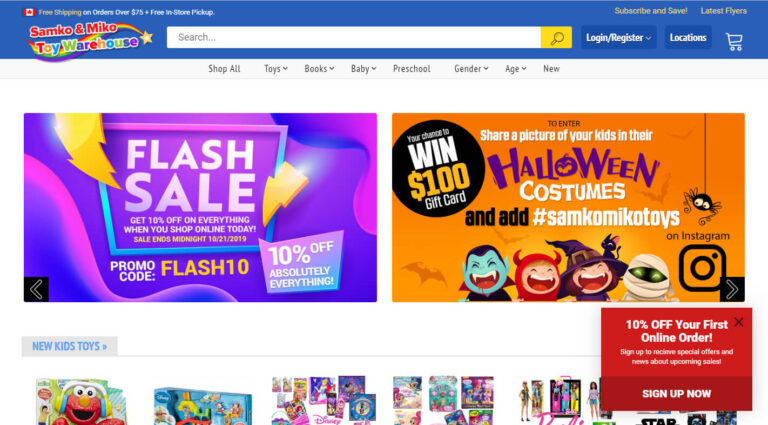 Free Shipping on Orders Over $75 + Free In-Store Pickup.
Subscribe and Save! Latest Flyers
Samko & Miko
Toy Warehouse
Search...
Login/Register
Locations
Shop All Toys Books Baby Preschool Gender Age New
FLASH
SALE
GET 10% OFF ON EVERYTHING
WHEN YOU SHOP ONLINE TODAY!
SALE ENDS MIDNIGHT 10/21/2019
PROMO
CODE: FLASH10
10% OFF
ABSOLUTELY
EVERYTHING!
Your chance to
WIN
$100
Gift Card
TO ENTER
Share a picture of your kids in their
HALLOWEEN
COSTUMES
and add #samkomikotoys
on Instagram
NEW KIDS TOYS »
10% OFF Your First
Online Order!
Sign up to recieve special offers and
news about upcoming sales!
SIGN UP NOW
Disney
Barbie
STAR